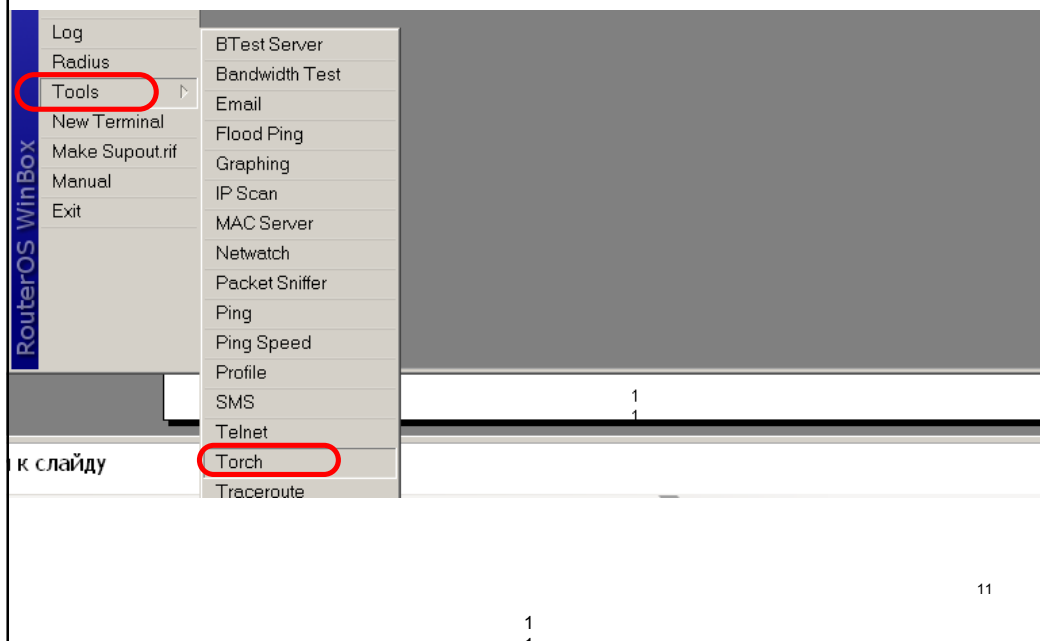 Log
Radius
Tools
New Terminal
Make Supout.rif
Manual
Exit
RouterOS WinBox
BTest Server
Bandwidth Test
Email
Flood Ping
Graphing
IP Scan
MAC Server
Netwatch
Packet Sniffer
Ping
Ping Speed
Profile
SMS
Telnet
Torch
Traceroute
1
1
к слайду
11
1